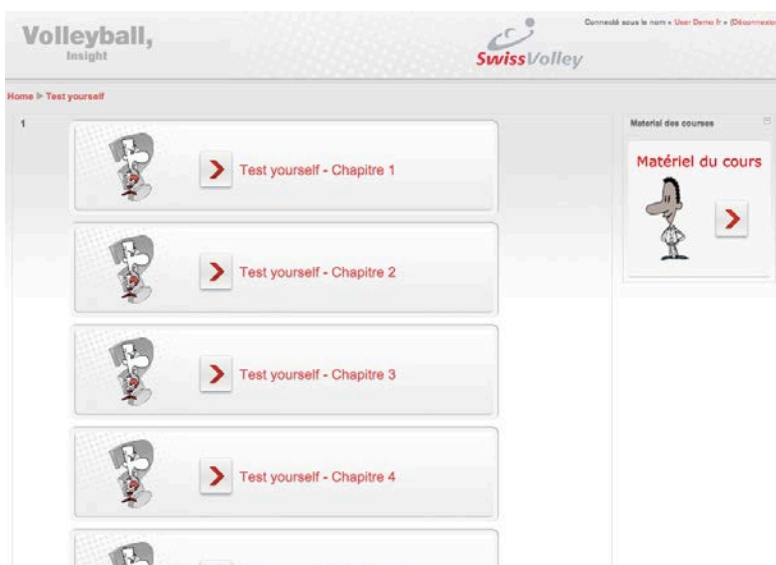 Volleyball,
Insight
SwissVolley
Connecté sous le nom « User Demo fr » (Déconnexion
Home Test yourself
1
Test yourself - Chapitre 1
Test yourself - Chapitre 2
Test yourself - Chapitre 3
Test yourself - Chapitre 4
Materiel des courses
Matériel du cours